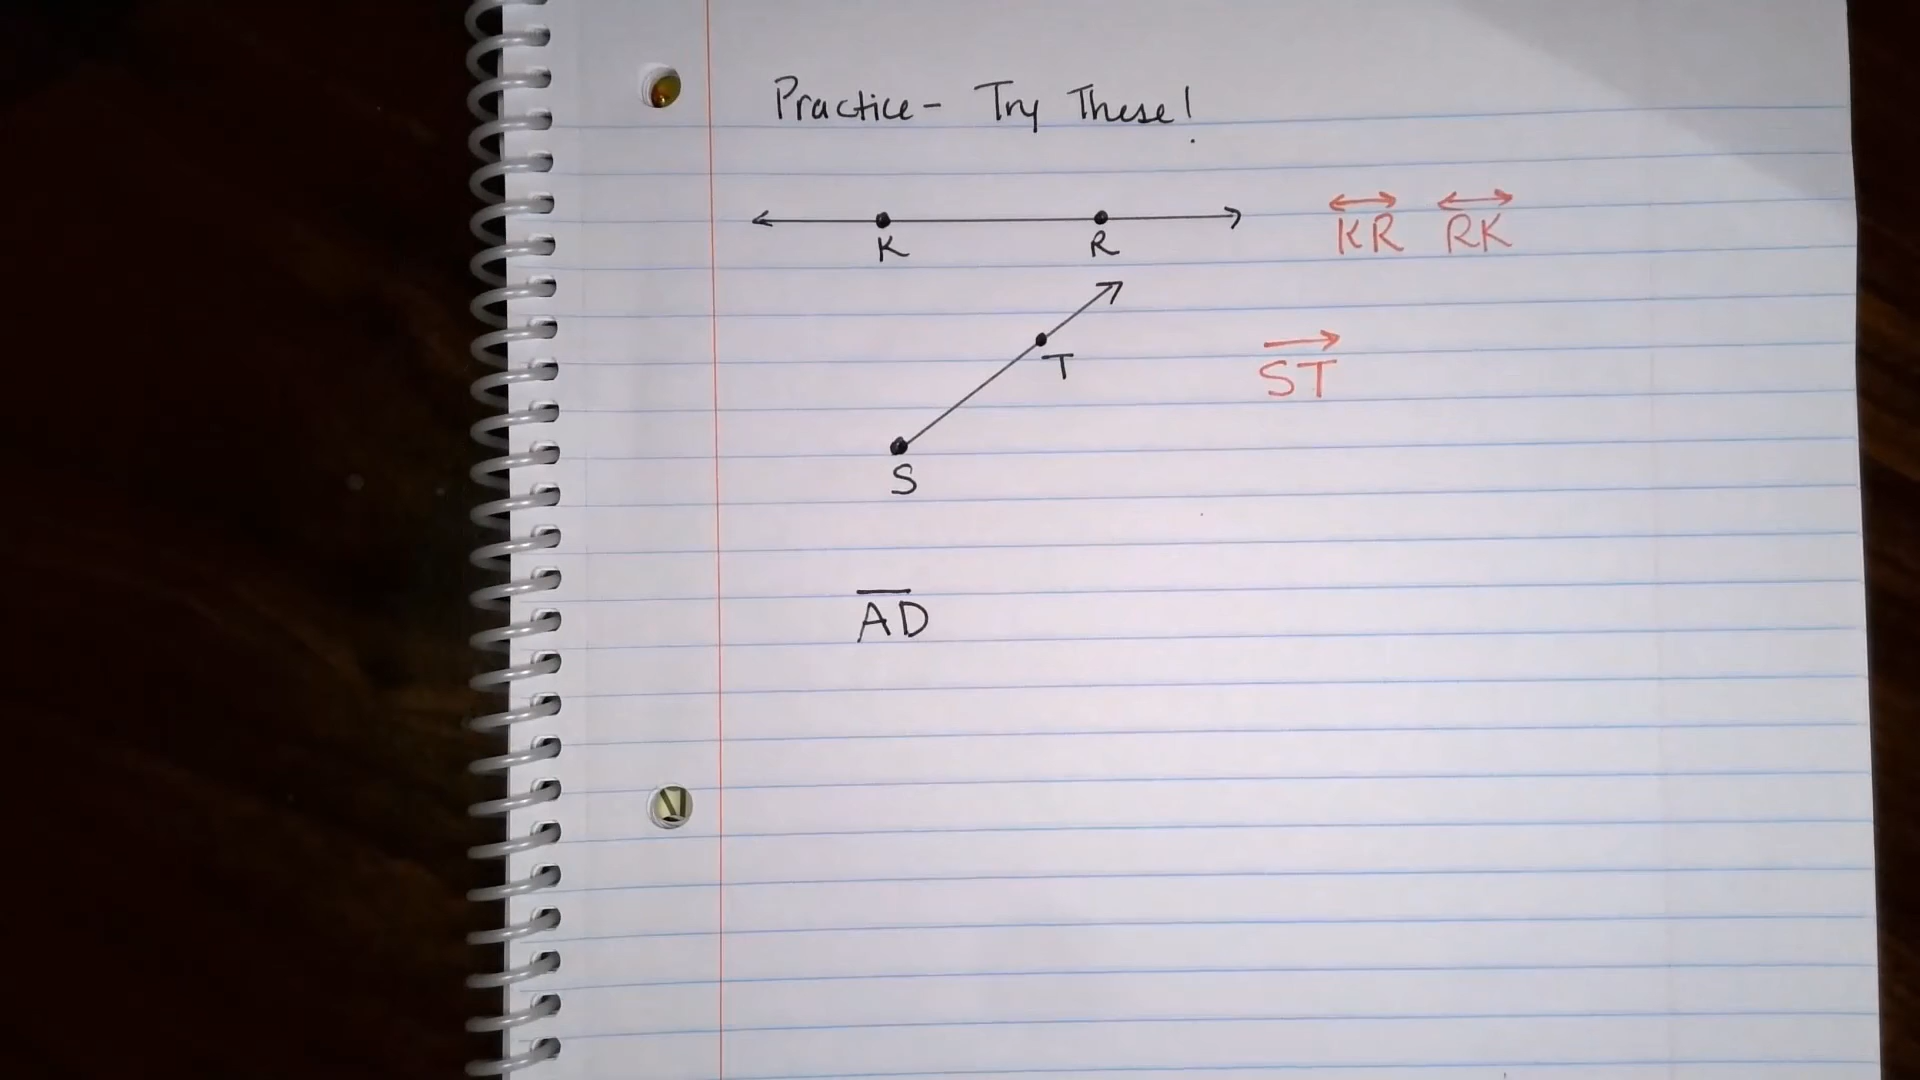 Practice - Try These!
K R KR RK
T ST
S
AD